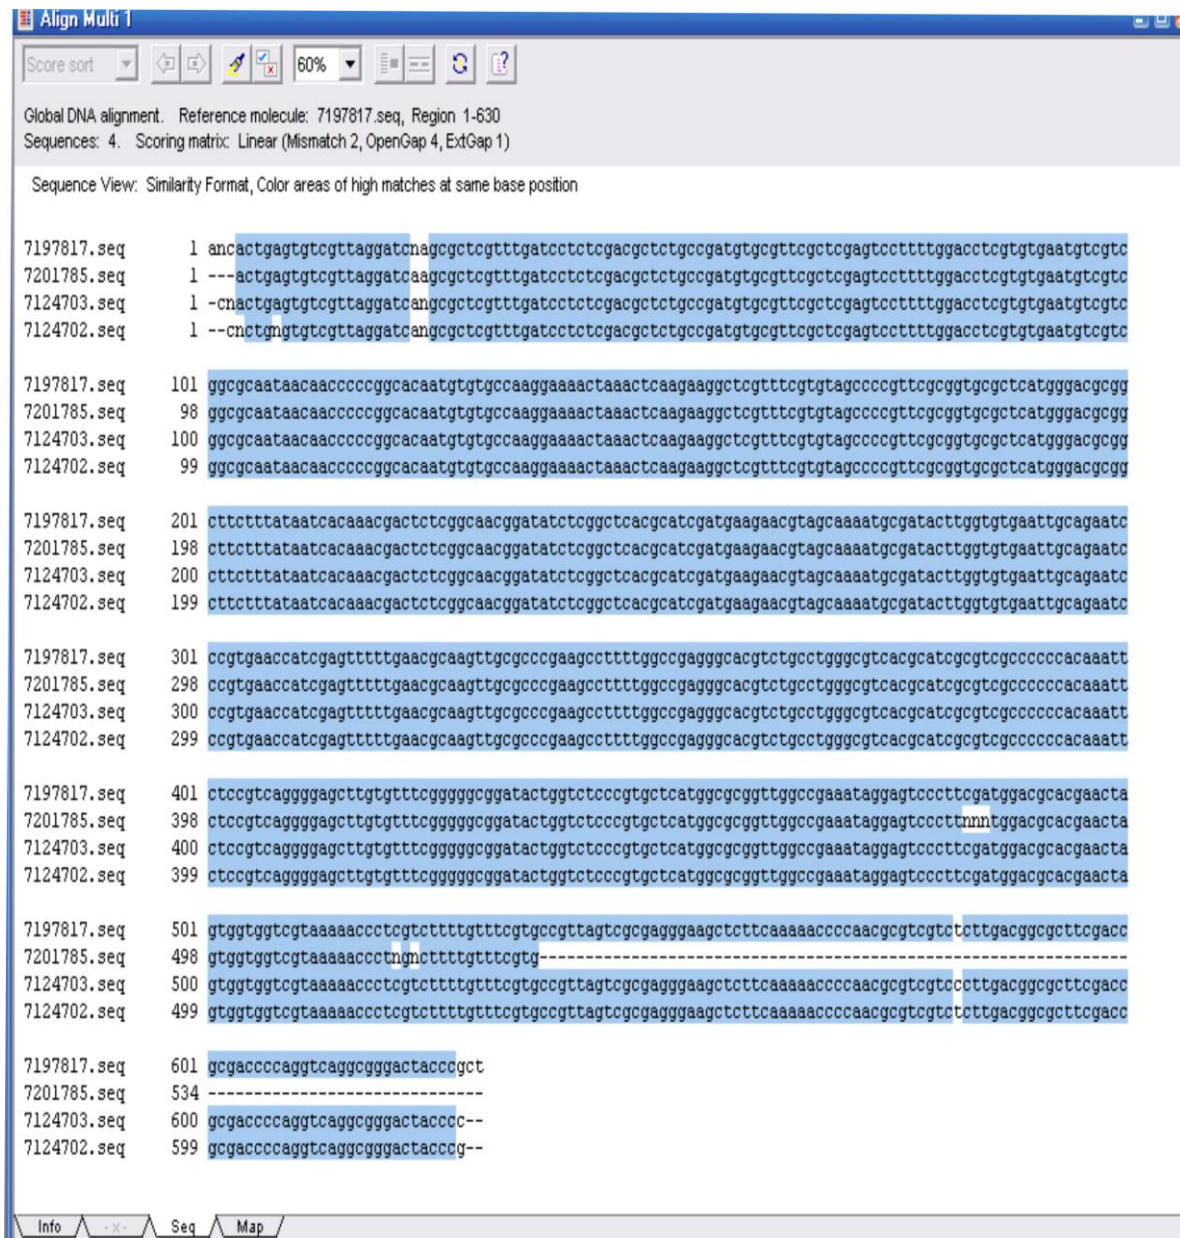 Align Multi 1
Score sort 60%
Global DNA alignment. Reference molecule: 7197817.seq, Region 1-630
Sequences: 4. Scoring matrix: Linear (Mismatch 2, OpenGap 4, ExtGap 1)
Sequence View: Similarity Format, Color areas of high matches at same base position
7197817.seq 1 ancactgagtgtcgttaggatcnagcgctcgtttgatcctctcgacgctctgccgatgtgcgttcgctcgagtccttttggacctcgtgtgaatgtcgtc
7201785.seq 1 ---actgagtgtcgttaggatcaagcgctcgtttgatcctctcgacgctctgccgatgtgcgttcgctcgagtccttttggacctcgtgtgaatgtcgtc
7124703.seq 1 -cnactgagtgtcgttaggatcangcgctcgtttgatcctctcgacgctctgccgatgtgcgttcgctcgagtccttttggacctcgtgtgaatgtcgtc
7124702.seq 1 --cnctgngtgtcgttaggatcangcgctcgtttgatcctctcgacgctctgccgatgtgcgttcgctcgagtccttttggacctcgtgtgaatgtcgtc
7197817.seq 101 ggcgcaataacaacccccggcacaatgtgtgccaaggaaaactaaactcaagaaggctcgtttcgtgtagccccgttcgcggtgcgctcatgggacgcgg
7201785.seq 98 ggcgcaataacaacccccggcacaatgtgtgccaaggaaaactaaactcaagaaggctcgtttcgtgtagccccgttcgcggtgcgctcatgggacgcgg
7124703.seq 100 ggcgcaataacaacccccggcacaatgtgtgccaaggaaaactaaactcaagaaggctcgtttcgtgtagccccgttcgcggtgcgctcatgggacgcgg
7124702.seq 99 ggcgcaataacaacccccggcacaatgtgtgccaaggaaaactaaactcaagaaggctcgtttcgtgtagccccgttcgcggtgcgctcatgggacgcgg
7197817.seq 201 cttctttataatcacaaacgactctcggcaacggatatctcggctcacgcatcgatgaagaacgtagcaaaatgcgatacttggtgtgaattgcagaatc
7201785.seq 198 cttctttataatcacaaacgactctcggcaacggatatctcggctcacgcatcgatgaagaacgtagcaaaatgcgatacttggtgtgaattgcagaatc
7124703.seq 200 cttctttataatcacaaacgactctcggcaacggatatctcggctcacgcatcgatgaagaacgtagcaaaatgcgatacttggtgtgaattgcagaatc
7124702.seq 199 cttctttataatcacaaacgactctcggcaacggatatctcggctcacgcatcgatgaagaacgtagcaaaatgcgatacttggtgtgaattgcagaatc
7197817.seq 301 ccgtgaaccatcgagtttttgaacgcaagttgcgcccgaagccttttggccgagggcacgtctgcctgggcgtcacgcatcgcgtcgccccccacaaatt
7201785.seq 298 ccgtgaaccatcgagtttttgaacgcaagttgcgcccgaagccttttggccgagggcacgtctgcctgggcgtcacgcatcgcgtcgccccccacaaatt
7124703.seq 300 ccgtgaaccatcgagtttttgaacgcaagttgcgcccgaagccttttggccgagggcacgtctgcctgggcgtcacgcatcgcgtcgccccccacaaatt
7124702.seq 299 ccgtgaaccatcgagtttttgaacgcaagttgcgcccgaagccttttggccgagggcacgtctgcctgggcgtcacgcatcgcgtcgccccccacaaatt
7197817.seq 401 ctccgtcaggggagcttgtgtttcgggggcggatactggtctcccgtgctcatggcgcggttggccgaaataggagtcccttcgatggacgcacgaacta
7201785.seq 398 ctccgtcaggggagcttgtgtttcgggggcggatactggtctcccgtgctcatggcgcggttggccgaaataggagtcccttnnntggacgcacgaacta
7124703.seq 400 ctccgtcaggggagcttgtgtttcgggggcggatactggtctcccgtgctcatggcgcggttggccgaaataggagtcccttcgatggacgcacgaacta
7124702.seq 399 ctccgtcaggggagcttgtgtttcgggggcggatactggtctcccgtgctcatggcgcggttggccgaaataggagtcccttcgatggacgcacgaacta
7197817.seq 501 gtggtggtcgtaaaaaccctcgtcttttgtttcgtgccgttagtcgcgagggaagctcttcaaaaaccccaacgcgtcgtctcttgacggcgcttcgacc
7201785.seq 498 gtggtggtcgtaaaaaccctngncttttgtttcgtg----------------------------------------------------------------
7124703.seq 500 gtggtggtcgtaaaaaccctcgtcttttgtttcgtgccgttagtcgcgagggaagctcttcaaaaaccccaacgcgtcgtcccttgacggcgcttcgacc
7124702.seq 499 gtggtggtcgtaaaaaccctcgtcttttgtttcgtgccgttagtcgcgagggaagctcttcaaaaaccccaacgcgtcgtctcttgacggcgcttcgacc
7197817.seq 601 gcgaccccaggtcaggcgggactacccgct
7201785.seq 534 ------------------------------
7124703.seq 600 gcgaccccaggtcaggcgggactacccc--
7124702.seq 599 gcgaccccaggtcaggcgggactacccg--
Info -x- Seq Map